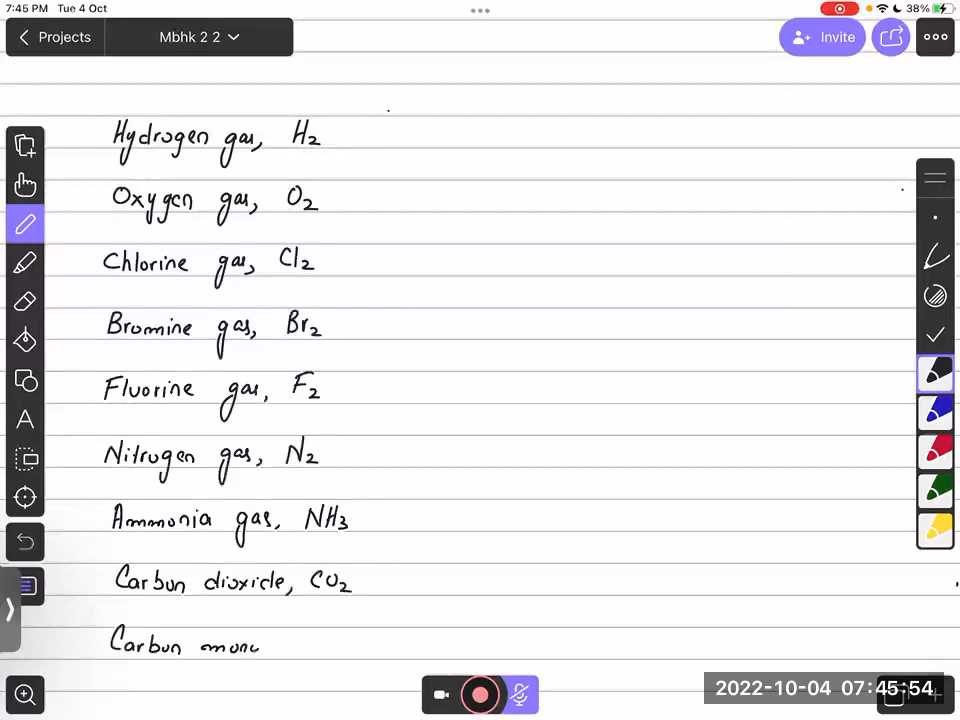 7:45 PM Tue 4 Oct
38%
Projects
Mbhk 2 2
Invite
Hydrogen gas, H2
Oxygen gas, O2
Chlorine gas, Cl2
Bromine gas, Br2
Fluorine gas, F2
Nitrogen gas, N2
Ammonia gas, NH3
Carbon dioxide, CO2
Carbon mono
A
2022-10-04 07:45:54